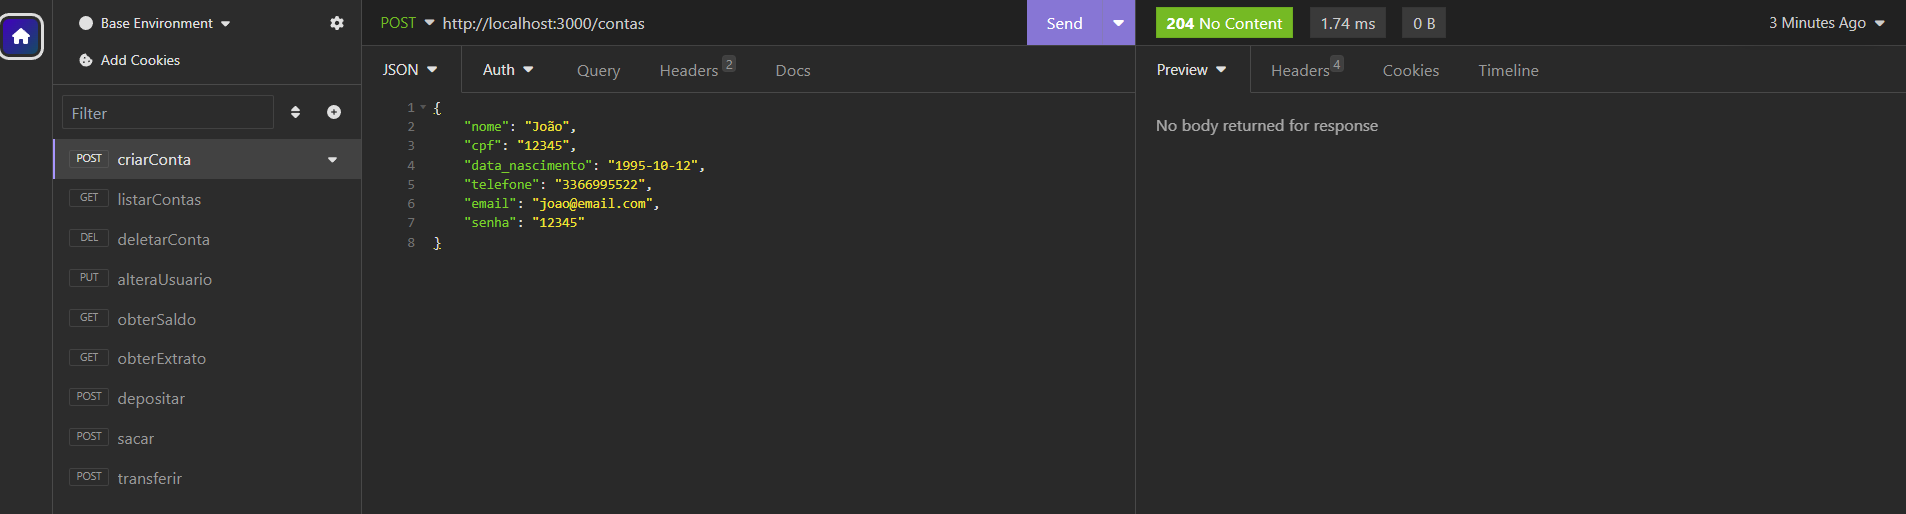 Base Environment
Add Cookies
Filter
POST criarConta
GET listarContas
DEL deletarConta
PUT alteraUsuario
GET obterSaldo
GET obterExtrato
POST depositar
POST sacar
POST transferir
POST http://localhost:3000/contas Send
JSON Auth Query Headers 2 Docs
1 {
2 "nome": "João",
3 "cpf": "12345",
4 "data_nascimento": "1995-10-12",
5 "telefone": "3366995522",
6 "email": "joao@email.com",
7 "senha": "12345"
8 }
204 No Content 1.74 ms 0 B 3 Minutes Ago
Preview Headers 4 Cookies Timeline
No body returned for response